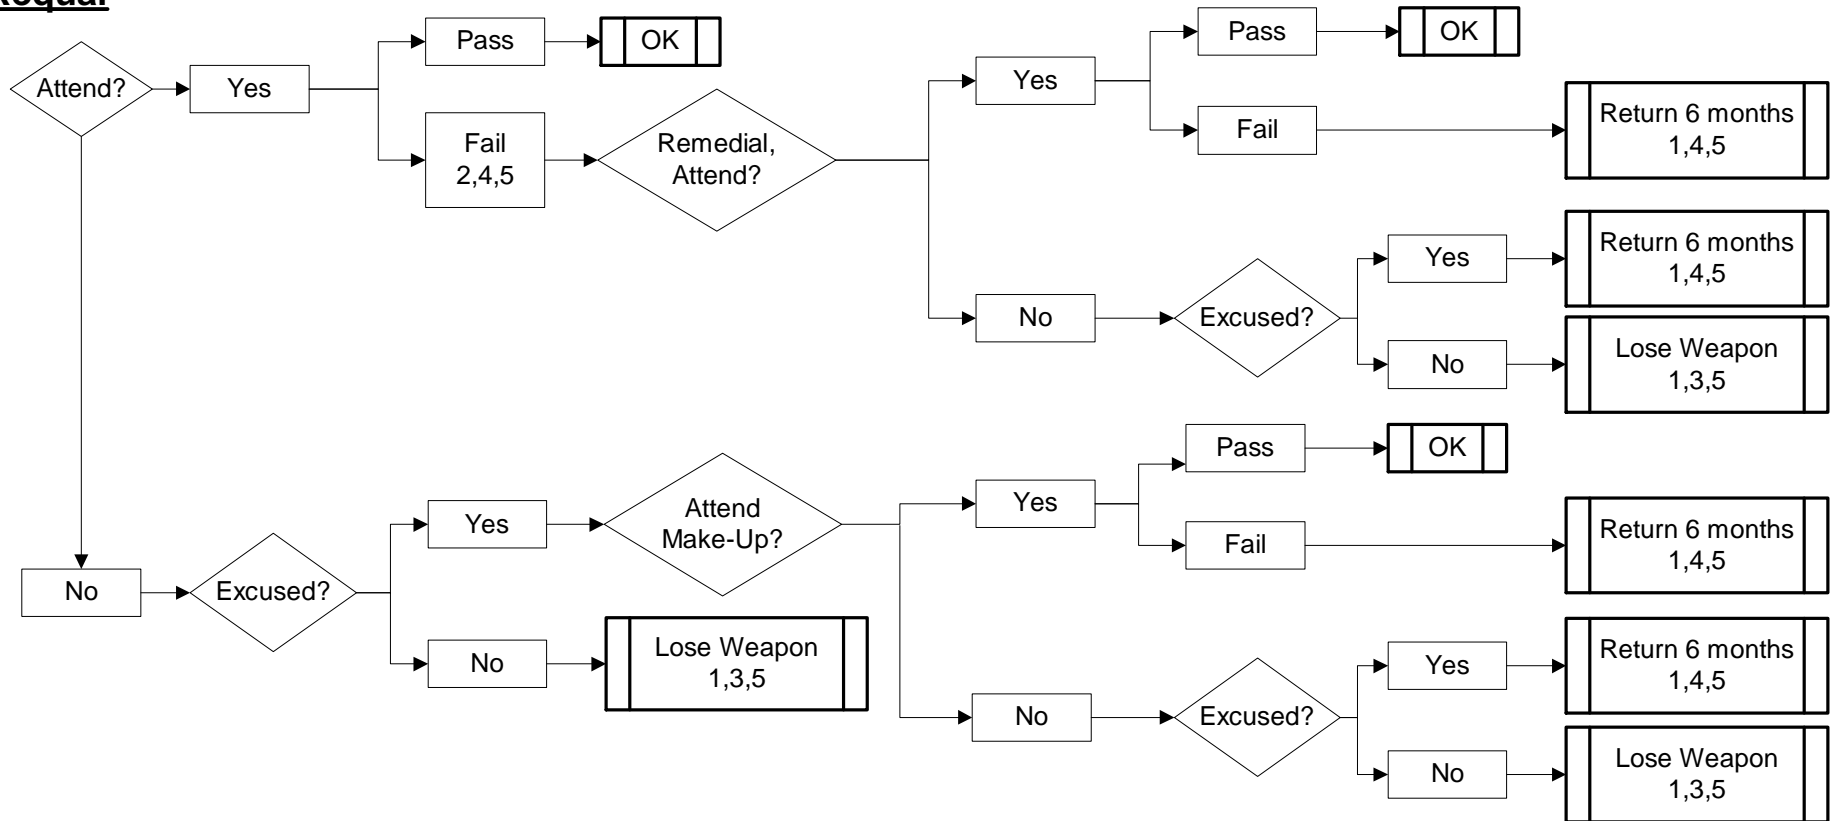 Pass
OK
Attend?
Yes
Fail
2,4,5
Remedial,
Attend?
Yes
Pass
OK
Fail
Return 6 months
1,4,5
No
Excused?
Yes
Return 6 months
1,4,5
No
Lose Weapon
1,3,5
No
Excused?
Yes
Attend
Make-Up?
No
Lose Weapon
1,3,5
Yes
Pass
OK
Fail
Return 6 months
1,4,5
No
Excused?
Yes
Return 6 months
1,4,5
No
Lose Weapon
1,3,5